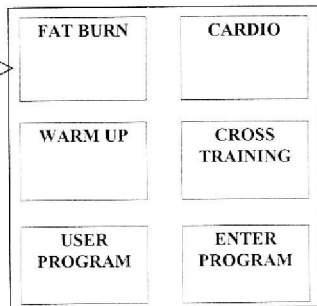 FAT BURN
CARDIO
WARM UP
CROSS
TRAINING
USER
PROGRAM
ENTER
PROGRAM